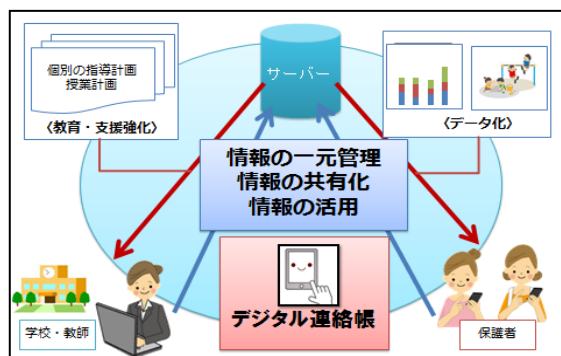 サーバー
個別の指導計画
授業計画
〈教育・支援強化〉
〈データ化〉
情報の一元管理
情報の共有化
情報の活用
デジタル連絡帳
学校・教師
保護者